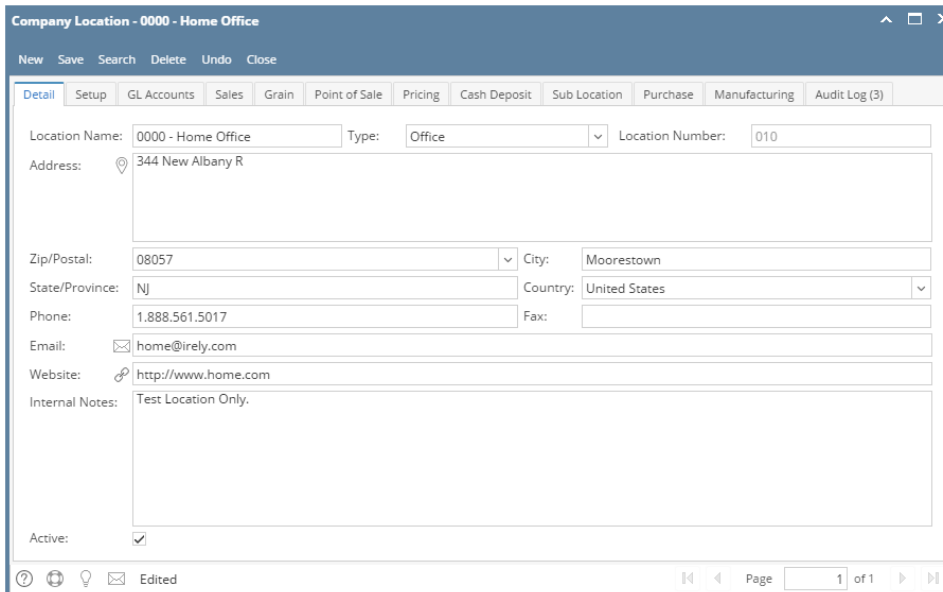 Company Location - 0000 - Home Office
New Save Search Delete Undo Close
Detail Setup GL Accounts Sales Grain Point of Sale Pricing Cash Deposit Sub Location Purchase Manufacturing Audit Log (3)
Location Name: 0000 - Home Office Type: Office Location Number: 010
Address: 344 New Albany R
Zip/Postal: 08057 City: Moorestown
State/Province: NJ Country: United States
Phone: 1.888.561.5017 Fax:
Email: home@irely.com
Website: http://www.home.com
Internal Notes: Test Location Only.
Active:
Edited Page 1 of 1